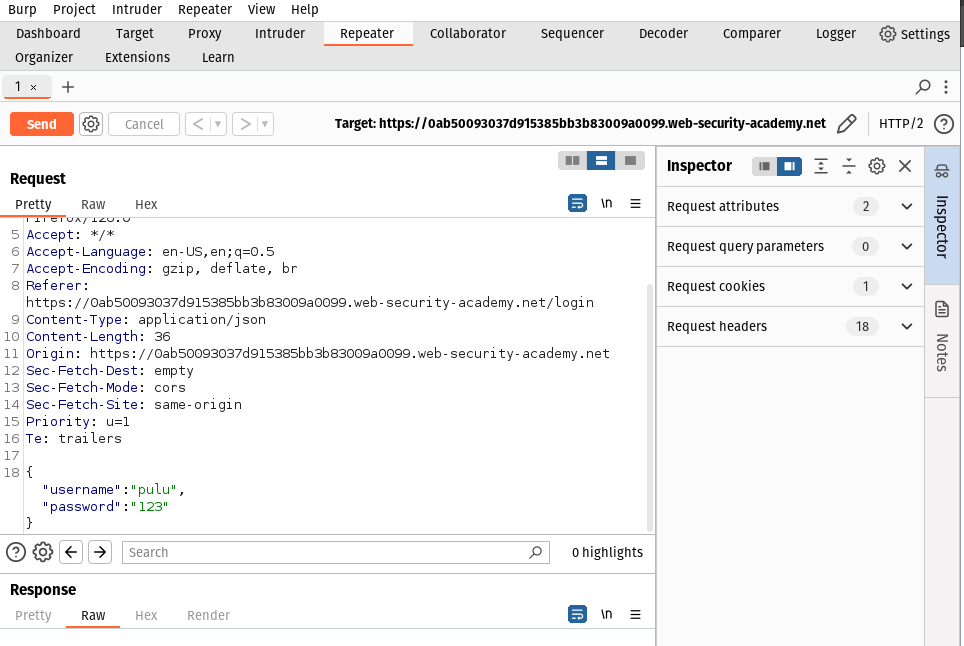 Burp Project Intruder Repeater View Help
Dashboard Target Proxy Intruder Repeater Collaborator Sequencer Decoder Comparer Logger Settings
Organizer Extensions Learn
1 × +
Send Cancel < > Target: https://0ab50093037d915385bb3b83009a0099.web-security-academy.net HTTP/2 ?
Request
Pretty Raw Hex \n
Firefox/128.0
5 Accept: */*
6 Accept-Language: en-US,en;q=0.5
7 Accept-Encoding: gzip, deflate, br
8 Referer:
https://0ab50093037d915385bb3b83009a0099.web-security-academy.net/login
9 Content-Type: application/json
10 Content-Length: 36
11 Origin: https://0ab50093037d915385bb3b83009a0099.web-security-academy.net
12 Sec-Fetch-Dest: empty
13 Sec-Fetch-Mode: cors
14 Sec-Fetch-Site: same-origin
15 Priority: u=1
16 Te: trailers
17
18 {
"username":"pulu",
"password":"123"
}
? Search 0 highlights
Response
Pretty Raw Hex Render \n
Inspector
Request attributes 2
Request query parameters 0
Request cookies 1
Request headers 18
Inspector
Notes